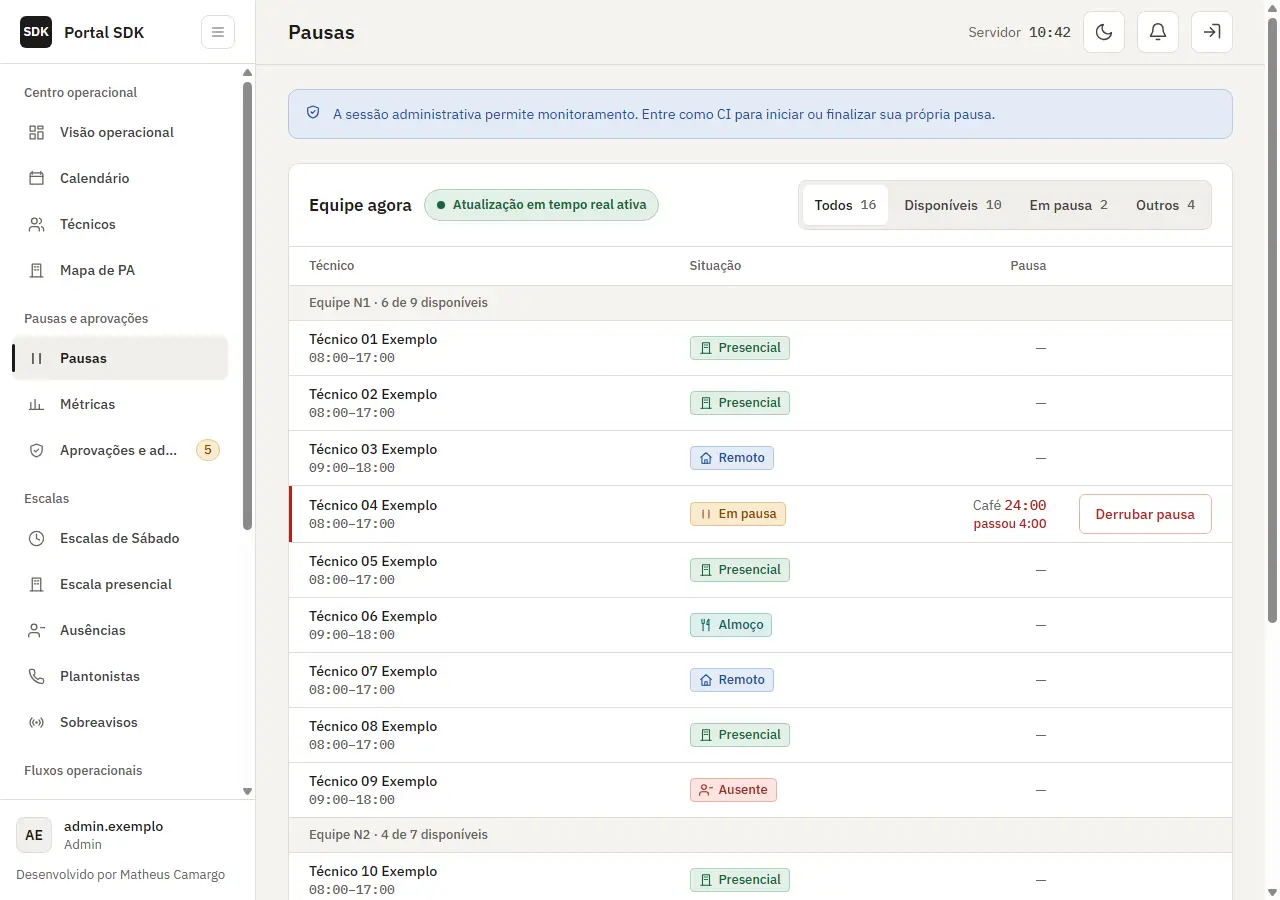 SDK Portal SDK
Centro operacional
Visão operacional
Calendário
Técnicos
Mapa de PA
Pausas e aprovações
Pausas
Métricas
Aprovações e ad... 5
Escalas
Escalas de Sábado
Escala presencial
Ausências
Plantonistas
Sobreavisos
Fluxos operacionais
AE admin.exemplo
Admin
Desenvolvido por Matheus Camargo
Pausas
Servidor 10:42
A sessão administrativa permite monitoramento. Entre como CI para iniciar ou finalizar sua própria pausa.
Equipe agora Atualização em tempo real ativa
Todos 16 Disponíveis 10 Em pausa 2 Outros 4
Técnico Situação Pausa
Equipe N1 · 6 de 9 disponíveis
Técnico 01 Exemplo
08:00–17:00 Presencial —
Técnico 02 Exemplo
08:00–17:00 Presencial —
Técnico 03 Exemplo
09:00–18:00 Remoto —
Técnico 04 Exemplo
08:00–17:00 Em pausa Café 24:00
passou 4:00 Derrubar pausa
Técnico 05 Exemplo
08:00–17:00 Presencial —
Técnico 06 Exemplo
09:00–18:00 Almoço —
Técnico 07 Exemplo
08:00–17:00 Remoto —
Técnico 08 Exemplo
08:00–17:00 Presencial —
Técnico 09 Exemplo
09:00–18:00 Ausente —
Equipe N2 · 4 de 7 disponíveis
Técnico 10 Exemplo
08:00–17:00 Presencial —